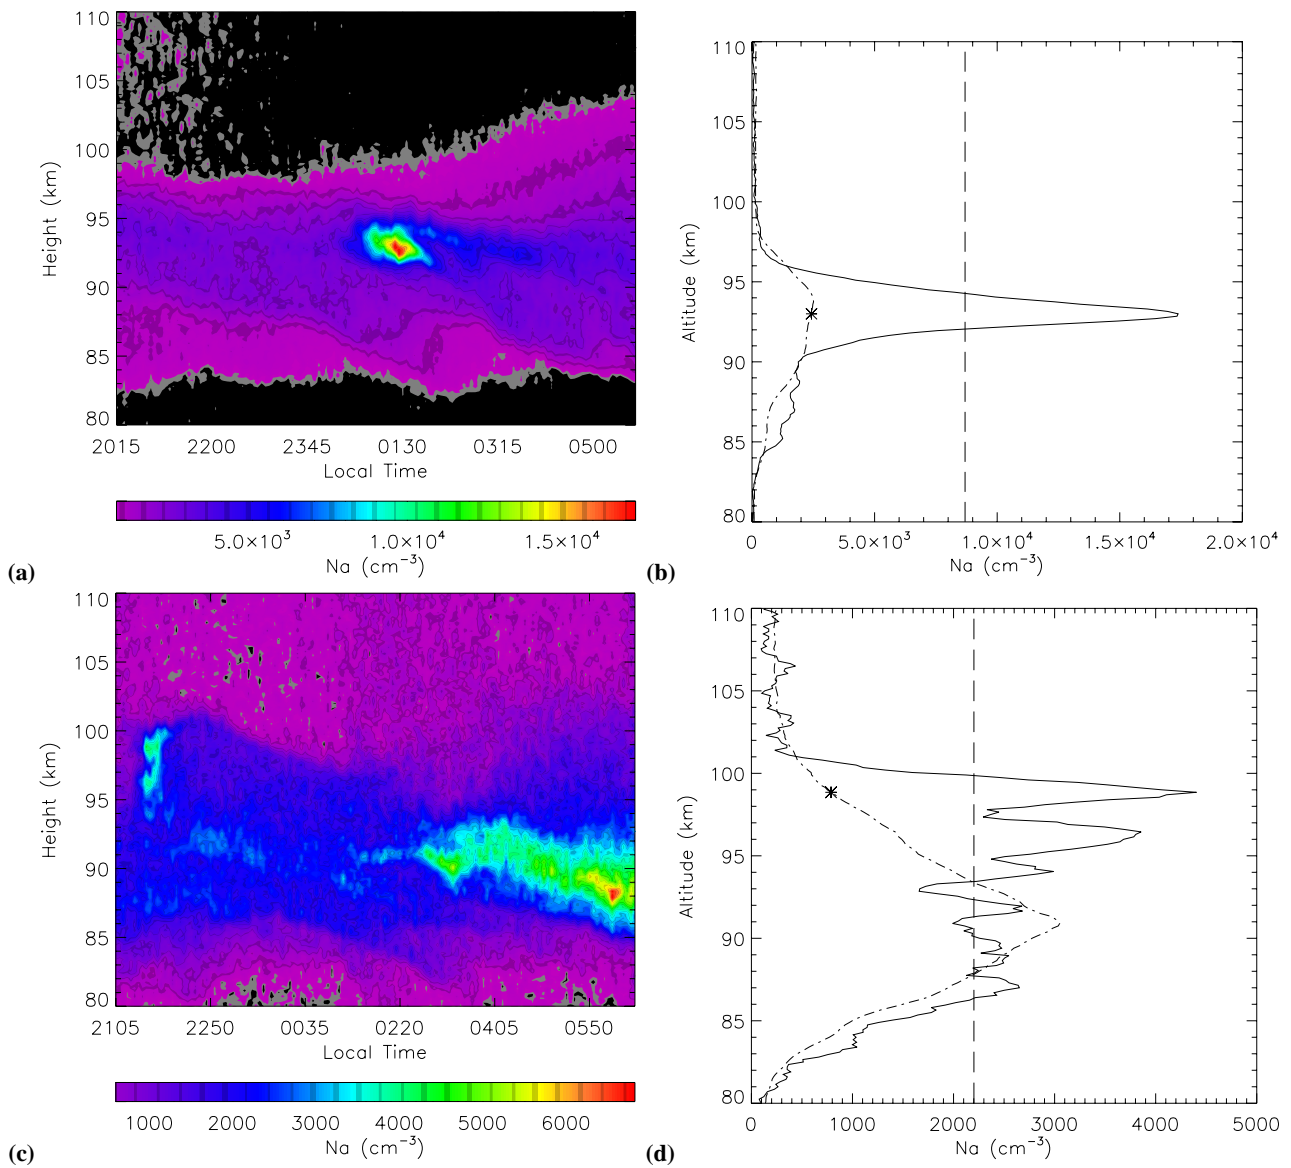 110
105
100
95
90
85
80
Height (km)
2015 2200 2345 0130 0315 0500
Local Time
5.0×10³ 1.0×10⁴ 1.5×10⁴
Na (cm⁻³)
(a)
110
105
100
95
90
85
80
Altitude (km)
0 5.0×10³ 1.0×10⁴ 1.5×10⁴ 2.0×10⁴
Na (cm⁻³)
(b)
110
105
100
95
90
85
80
Height (km)
2105 2250 0035 0220 0405 0550
Local Time
1000 2000 3000 4000 5000 6000
Na (cm⁻³)
(c)
110
105
100
95
90
85
80
Altitude (km)
0 1000 2000 3000 4000 5000
Na (cm⁻³)
(d)